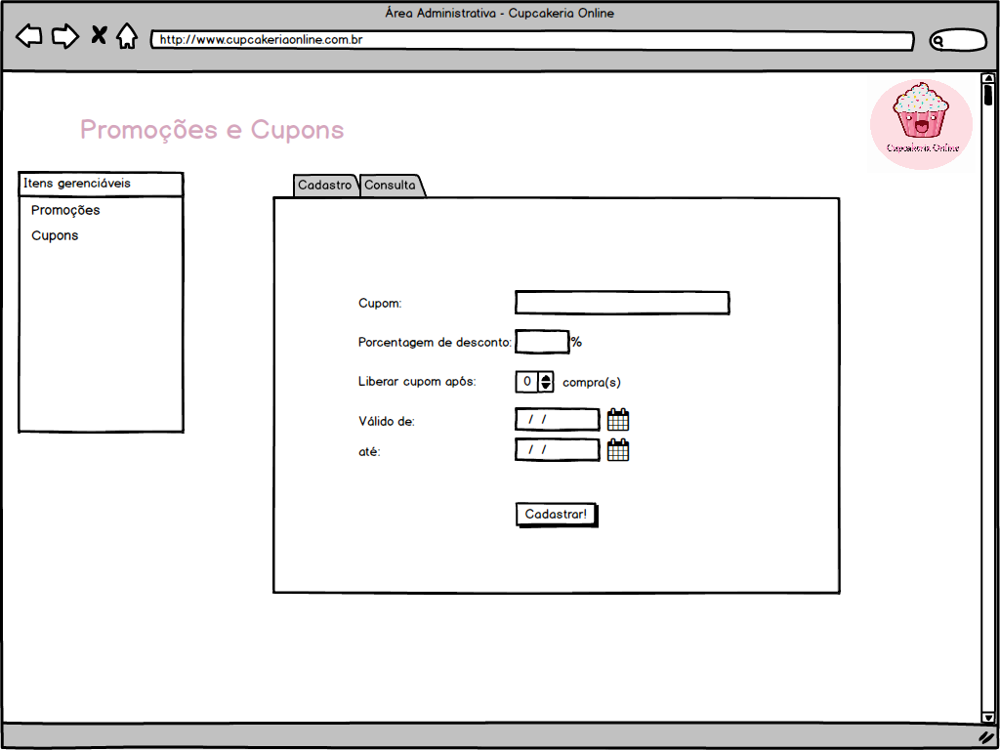 Área Administrativa - Cupcakeria Online
http://www.cupcakeriaonline.com.br
Cupcakeria Online
Promoções e Cupons
Itens gerenciáveis
Promoções
Cupons
Cadastro
Consulta
Cupom:
Porcentagem de desconto: %
Liberar cupom após: 0 compra(s)
Válido de: / /
até: / /
Cadastrar!